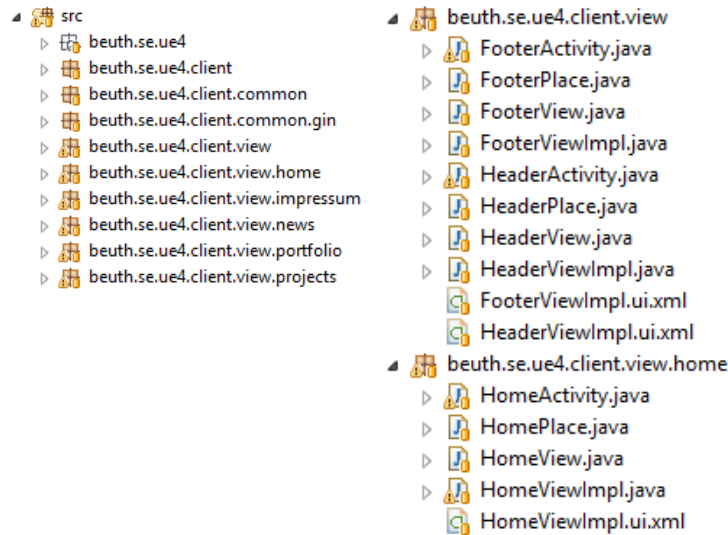 src
beuth.se.ue4
beuth.se.ue4.client
beuth.se.ue4.client.common
beuth.se.ue4.client.common.gin
beuth.se.ue4.client.view
beuth.se.ue4.client.view.home
beuth.se.ue4.client.view.impressum
beuth.se.ue4.client.view.news
beuth.se.ue4.client.view.portfolio
beuth.se.ue4.client.view.projects
beuth.se.ue4.client.view
FooterActivity.java
FooterPlace.java
FooterView.java
FooterViewImpl.java
HeaderActivity.java
HeaderPlace.java
HeaderView.java
HeaderViewImpl.java
FooterViewImpl.ui.xml
HeaderViewImpl.ui.xml
beuth.se.ue4.client.view.home
HomeActivity.java
HomePlace.java
HomeView.java
HomeViewImpl.java
HomeViewImpl.ui.xml